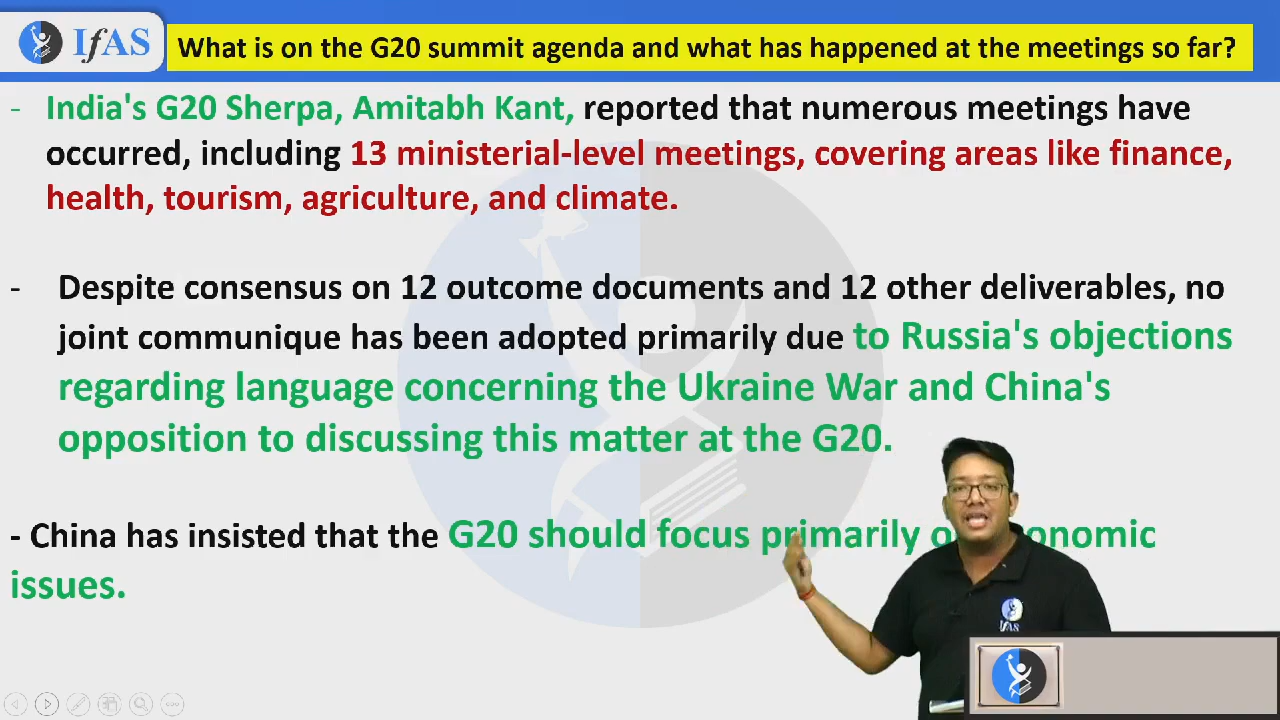 IfAS
What is on the G20 summit agenda and what has happened at the meetings so far?
- India's G20 Sherpa, Amitabh Kant, reported that numerous meetings have
occurred, including 13 ministerial-level meetings, covering areas like finance,
health, tourism, agriculture, and climate.
- Despite consensus on 12 outcome documents and 12 other deliverables, no
joint communique has been adopted primarily due to Russia's objections
regarding language concerning the Ukraine War and China's
opposition to discussing this matter at the G20.
- China has insisted that the G20 should focus primarily onomic
issues.
IfAS